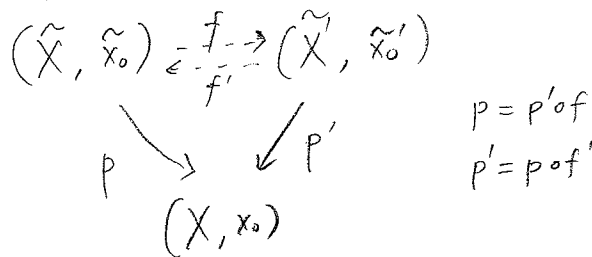 f
(X̃, x̃₀) (X̃', x̃₀')
f'
p = p'∘f
p p'
p' = p∘f'
(X, x₀)